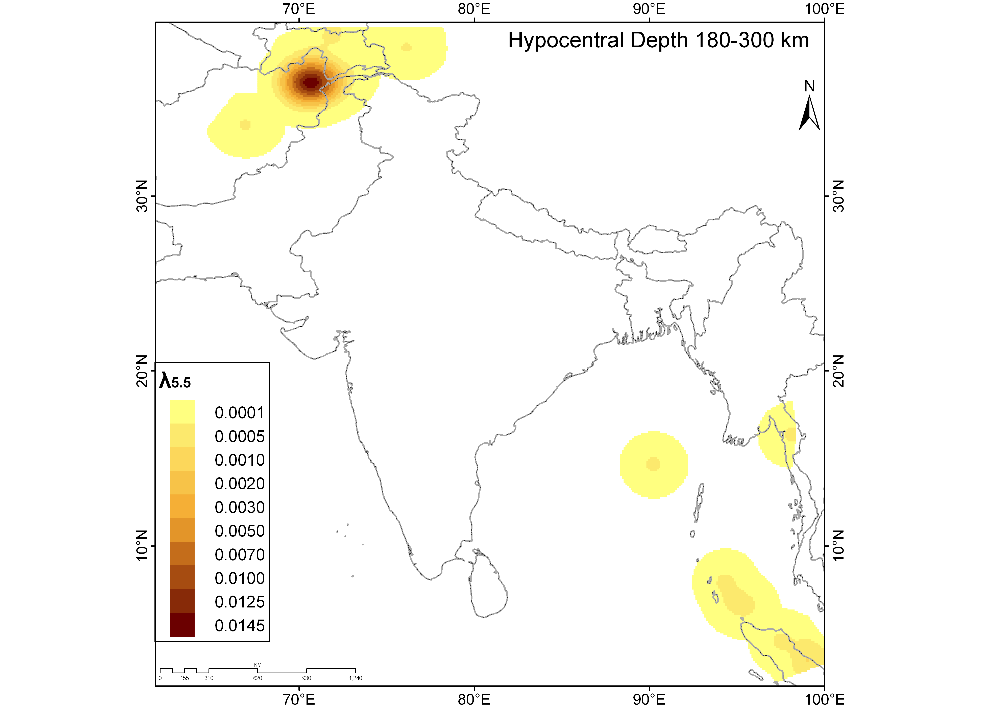 70°E 80°E 90°E 100°E
Hypocentral Depth 180-300 km
N
30°N 30°N
20°N 20°N
λ5.5
0.0001
0.0005
0.0010
0.0020
0.0030
0.0050
0.0070
0.0100
0.0125
0.0145
10°N 10°N
KM
0 155 310 620 930 1,240
70°E 80°E 90°E 100°E